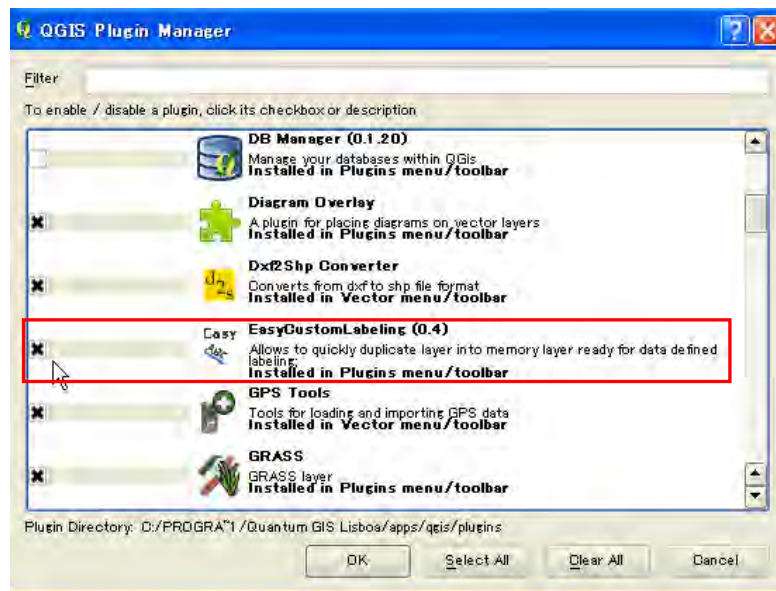 QGIS Plugin Manager
Filter
To enable / disable a plugin, click its checkbox or description
DB Manager (0.1.20)
Manage your databases within QGis
Installed in Plugins menu/toolbar
Diagram Overlay
A plugin for placing diagrams on vector layers
Installed in Plugins menu/toolbar
d2s
Dxf2Shp Converter
Converts from dxf to shp file format
Installed in Vector menu/toolbar
Easy
EasyCustomLabeling (0.4)
Allows to quickly duplicate layer into memory layer ready for data defined
labeling;
Installed in Plugins menu/toolbar
GPS Tools
Tools for loading and importing GPS data
Installed in Vector menu/toolbar
GRASS
GRASS layer
Installed in Plugins menu/toolbar
Plugin Directory: C:/PROGRA~1/Quantum GIS Lisboa/apps/qgis/plugins
OK Select All Clear All Cancel